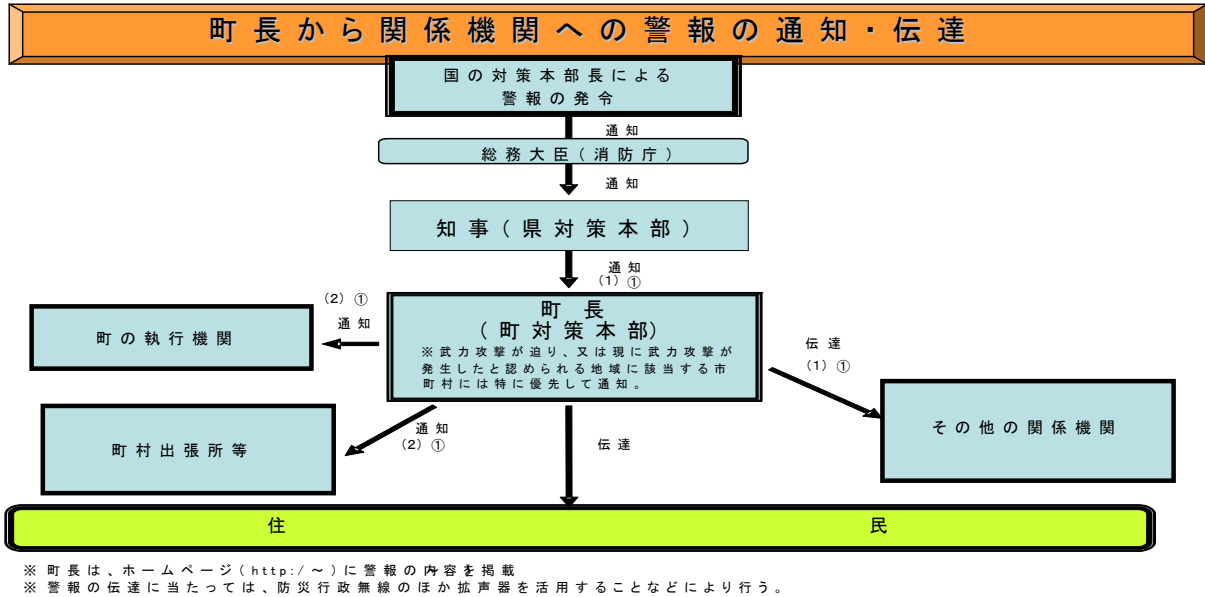 町長から関係機関への警報の通知・伝達
国の対策本部長による
警報の発令
通知
総務大臣(消防庁)
通知
知事(県対策本部)
通知
(1)①
(2)①
通知
町の執行機関
町長
(町対策本部)
※武力攻撃が迫り、又は現に武力攻撃が
発生したと認められる地域に該当する市
町村には特に優先して通知。
伝達
(1)①
その他の関係機関
通知
(2)①
町村出張所等
伝達
住民
※ 町長は、ホームページ(http:/~)に警報の内容を掲載
※ 警報の伝達に当たっては、防災行政無線のほか拡声器を活用することなどにより行う。